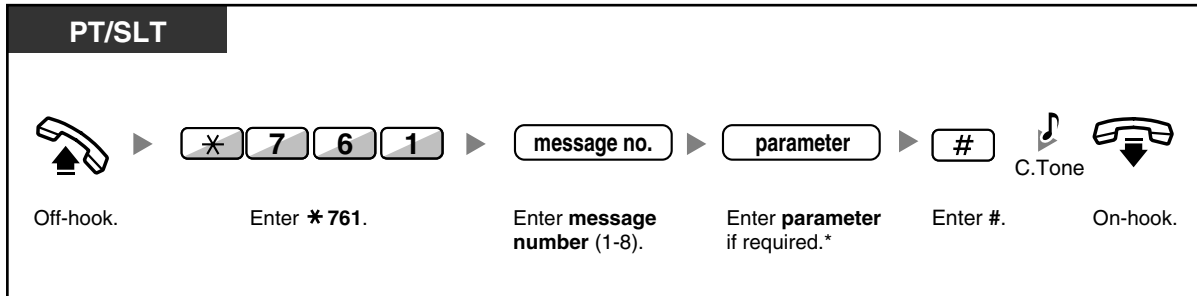 PT/SLT
* 7 6 1
message no.
parameter
#
C.Tone
Off-hook.
Enter * 761.
Enter message
number (1-8).
Enter parameter
if required.*
Enter #.
On-hook.